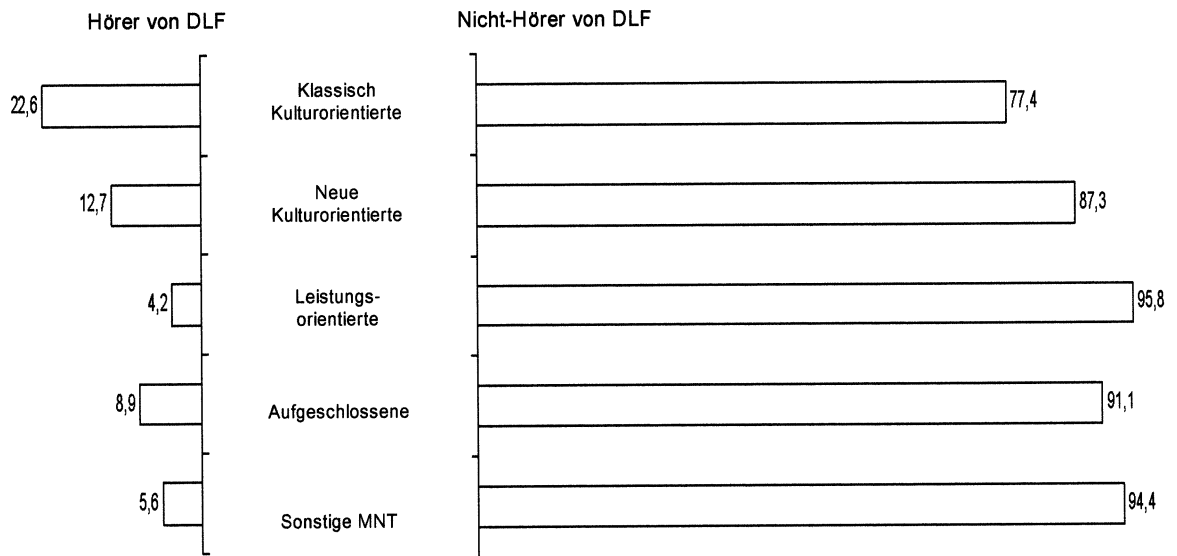 Hörer von DLF
Nicht-Hörer von DLF
22,6
Klassisch
Kulturorientierte
77,4
12,7
Neue
Kulturorientierte
87,3
4,2
Leistungs-
orientierte
95,8
8,9
Aufgeschlossene
91,1
5,6
Sonstige MNT
94,4